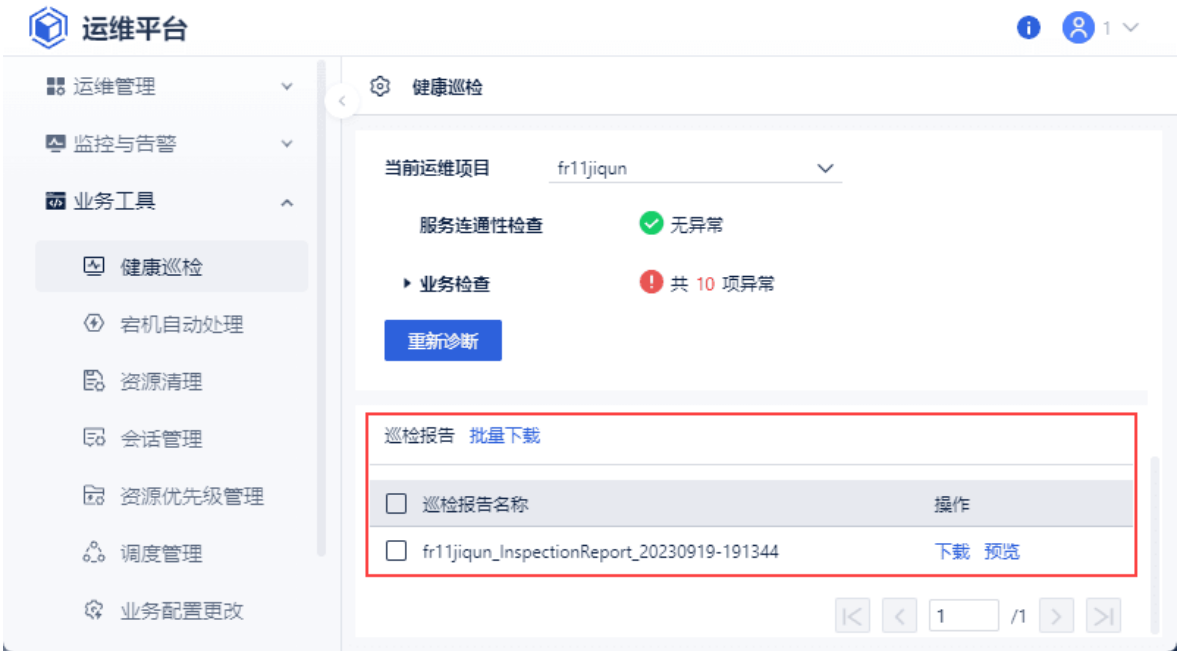 运维平台
1
运维管理
监控与告警
业务工具
健康巡检
宕机自动处理
资源清理
会话管理
资源优先级管理
调度管理
业务配置更改
健康巡检
当前运维项目 fr11jiqun
服务连通性检查 无异常
业务检查 共 10 项异常
重新诊断
巡检报告 批量下载
巡检报告名称 操作
fr11jiqun_InspectionReport_20230919-191344 下载 预览
1 /1